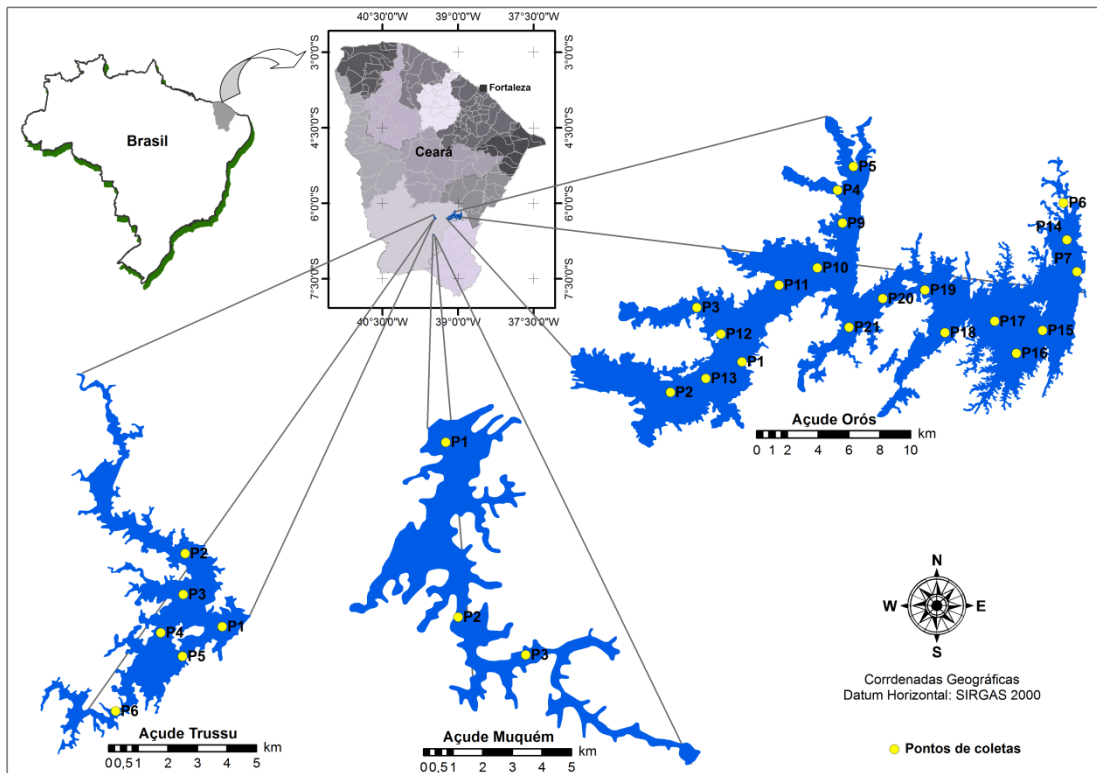 40°30'0"W 39°0'0"W 37°30'0"W
3°0'0"S 3°0'0"S
4°30'0"S 4°30'0"S
6°0'0"S 6°0'0"S
7°30'0"S 7°30'0"S
40°30'0"W 39°0'0"W 37°30'0"W
Brasil
Fortaleza
Ceará
P5
P4
P9
P10
P11
P3
P12
P1
P13
P2
P21
P20
P19
P18
P17
P16
P15
P7
P14
P6
Açude Orós
km
0 1 2 4 6 8 10
P2
P3
P1
P4
P5
P6
Açude Trussu
km
0 0,5 1 2 3 4 5
P1
P2
P3
Açude Muquém
km
0 0,5 1 2 3 4 5
N
W E
S
Corrdenadas Geográficas
Datum Horizontal: SIRGAS 2000
Pontos de coletas